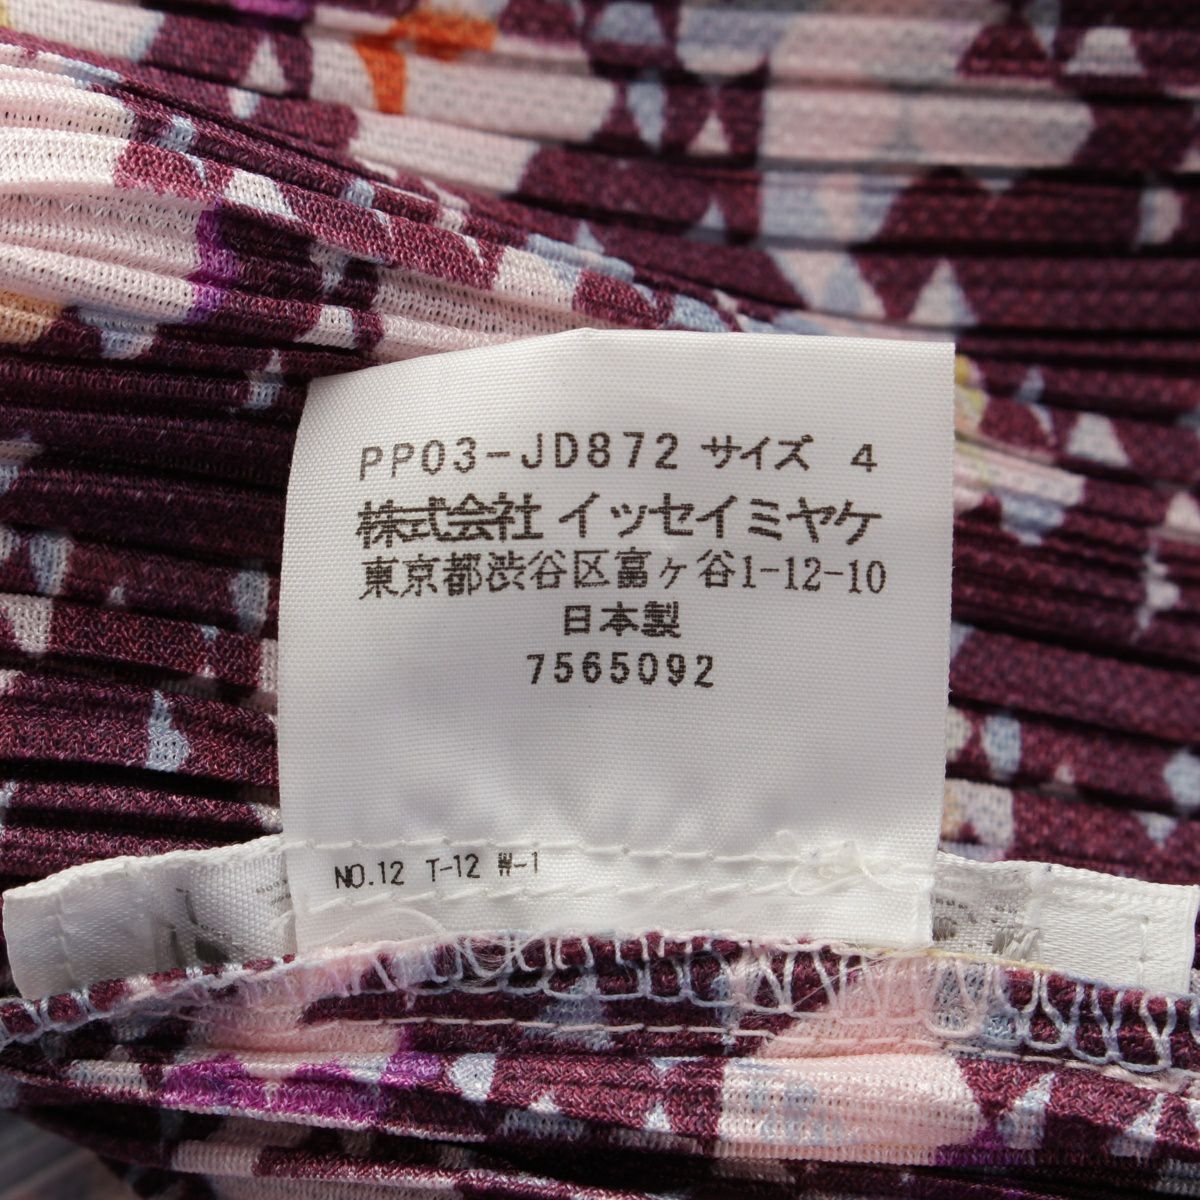 PP03-JD872 サイズ 4
株式会社 イッセイミヤケ
東京都渋谷区富ヶ谷1-12-10
日本製
7565092
NO.12 T-12 W-1